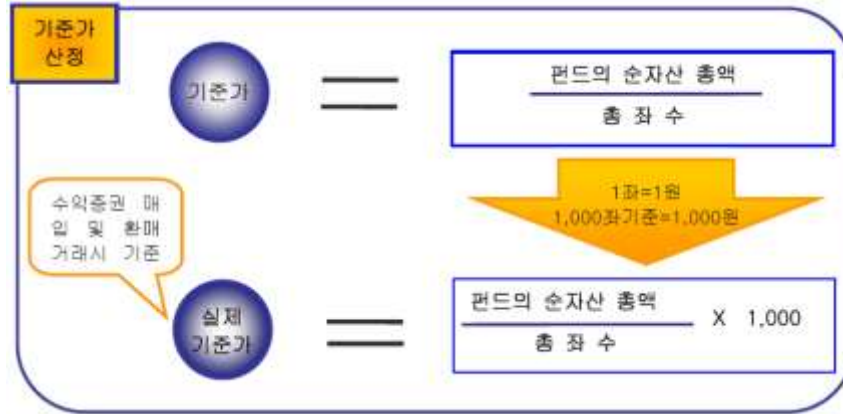 기준가
산정
기준가
펀드의 순자산 총액
총 좌 수
1좌=1원
1,000좌기준=1,000원
수익증권 매
입 및 환매
거래시 기준
실제
기준가
펀드의 순자산 총액
총 좌 수
X 1,000